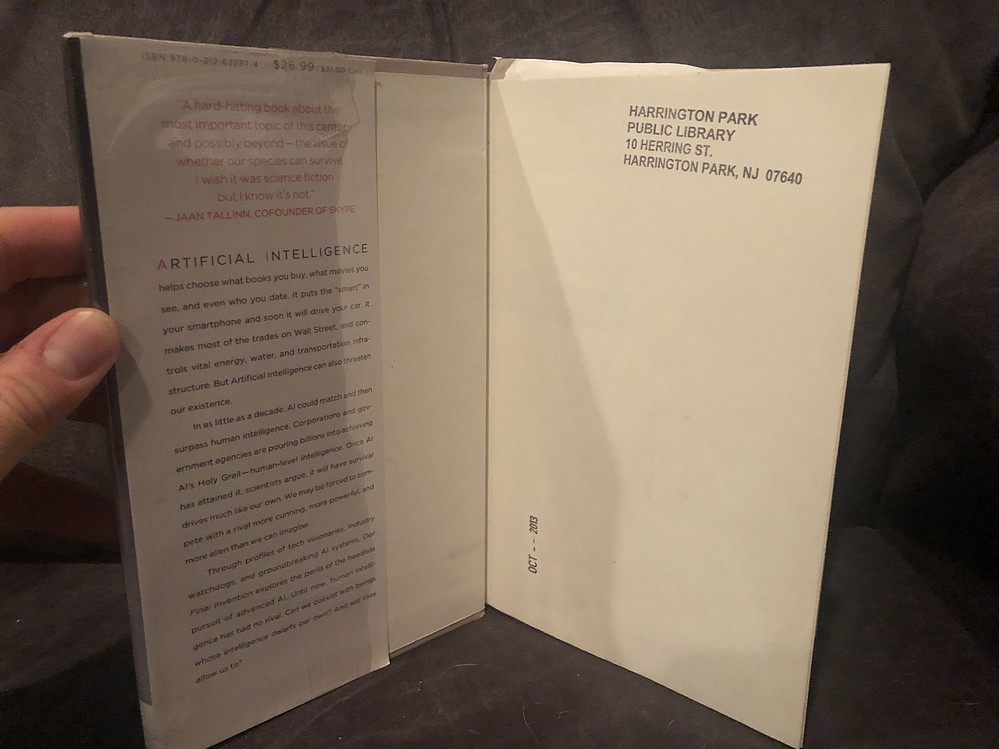 ISBN 978-0-312-62237-4 $26.99/$31.00 Can.
"A hard-hitting book about the
most important topic of this century
and possibly beyond—the issue of
whether our species can survive.
I wish it was science fiction
but I know it's not."
—JAAN TALLINN, COFOUNDER OF SKYPE
ARTIFICIAL INTELLIGENCE
helps choose what books you buy, what movies you
see, and even who you date. It puts the "smart" in
your smartphone and soon it will drive your car. It
makes most of the trades on Wall Street, and con-
trols vital energy, water, and transportation infra-
structure. But Artificial Intelligence can also threaten
our existence.
In as little as a decade, AI could match and then
surpass human intelligence. Corporations and gov-
ernment agencies are pouring billions into achieving
AI's Holy Grail—human-level intelligence. Once AI
has attained it, scientists argue, it will have survival
drives much like our own. We may be forced to com-
pete with a rival more cunning, more powerful, and
more alien than we can imagine.
Through profiles of tech visionaries, industry
watchdogs, and groundbreaking AI systems, Our
Final Invention explores the perils of the heedless
pursuit of advanced AI. Until now, human intelli-
gence has had no rival. Can we coexist with beings
whose intelligence dwarfs our own? And will they
allow us to?
HARRINGTON PARK
PUBLIC LIBRARY
10 HERRING ST.
HARRINGTON PARK, NJ 07640
OCT - - 2013